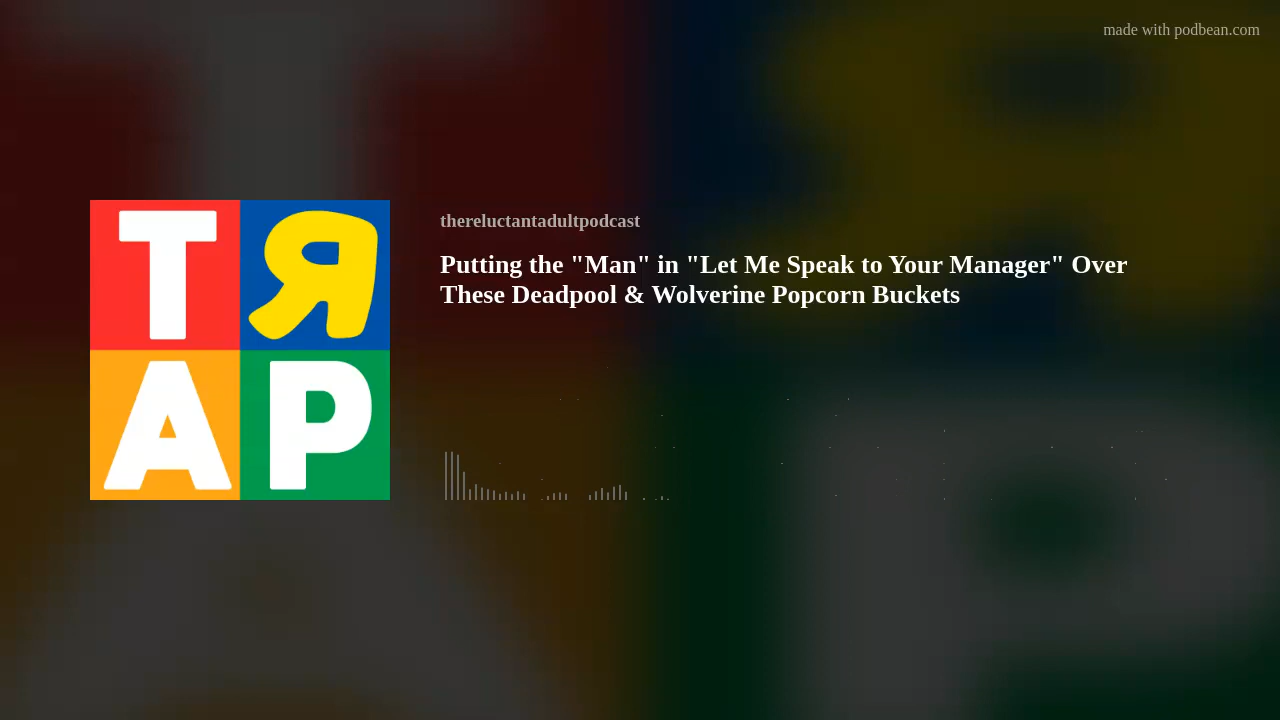 made with podbean.com
T Я
A P
thereluctantadultpodcast
Putting the "Man" in "Let Me Speak to Your Manager" Over
These Deadpool & Wolverine Popcorn Buckets